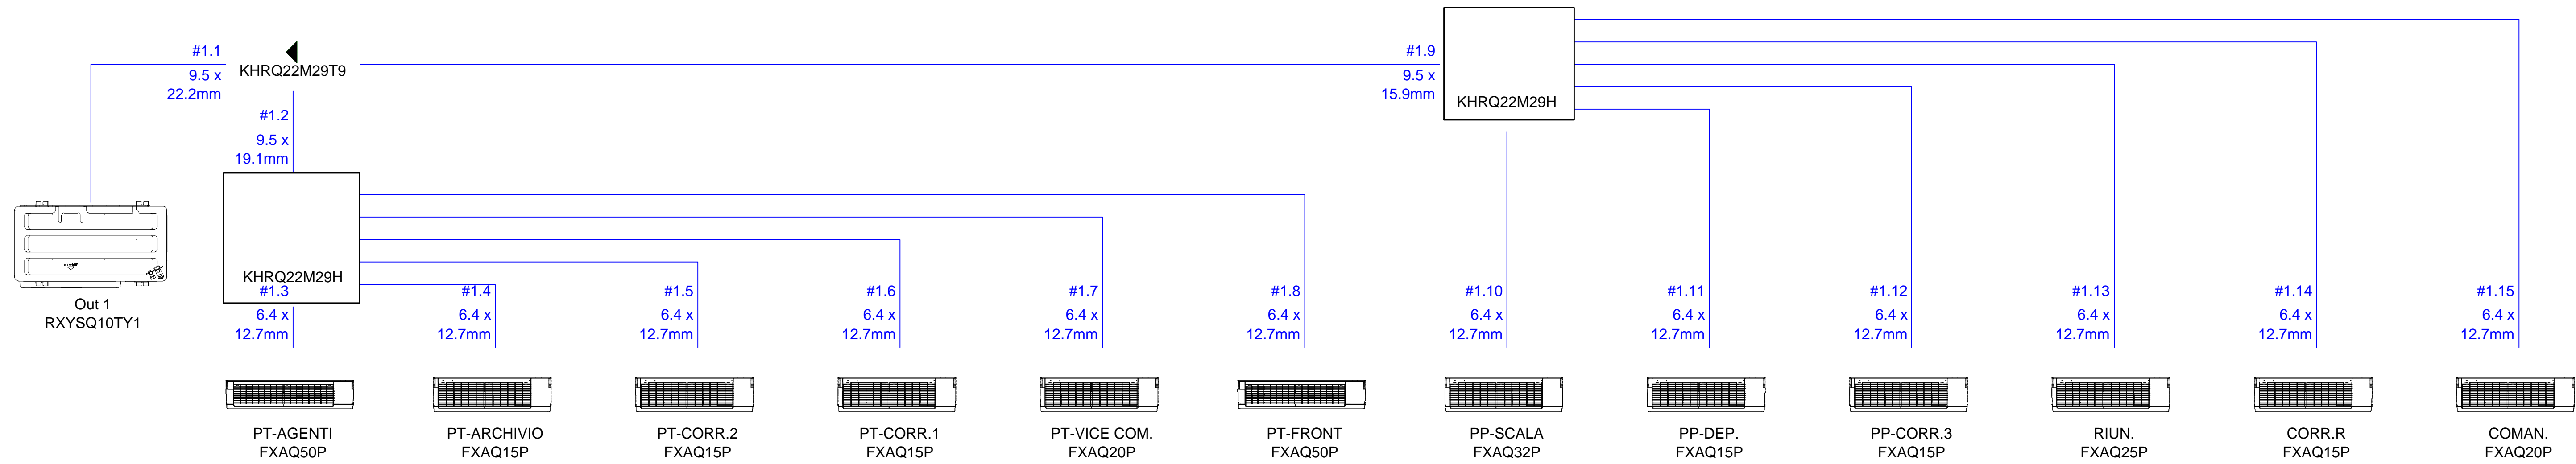 #1.1
9.5 x
22.2mm
KHRQ22M29T9
#1.9
9.5 x
15.9mm
KHRQ22M29H
#1.2
9.5 x
19.1mm
KHRQ22M29H
Out 1
RXYSQ10TY1
#1.3
6.4 x
12.7mm
#1.4
6.4 x
12.7mm
#1.5
6.4 x
12.7mm
#1.6
6.4 x
12.7mm
#1.7
6.4 x
12.7mm
#1.8
6.4 x
12.7mm
#1.10
6.4 x
12.7mm
#1.11
6.4 x
12.7mm
#1.12
6.4 x
12.7mm
#1.13
6.4 x
12.7mm
#1.14
6.4 x
12.7mm
#1.15
6.4 x
12.7mm
PT-AGENTI
FXAQ50P
PT-ARCHIVIO
FXAQ15P
PT-CORR.2
FXAQ15P
PT-CORR.1
FXAQ15P
PT-VICE COM.
FXAQ20P
PT-FRONT
FXAQ50P
PP-SCALA
FXAQ32P
PP-DEP.
FXAQ15P
PP-CORR.3
FXAQ15P
RIUN.
FXAQ25P
CORR.R
FXAQ15P
COMAN.
FXAQ20P